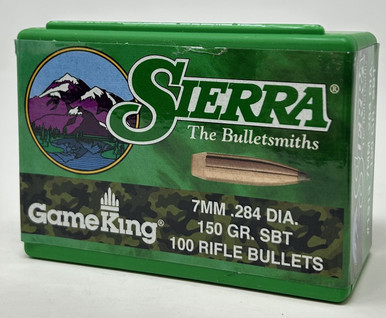 SIERRA®
The Bulletsmiths
GameKing®
7MM .284 DIA.
150 GR. SBT
100 RIFLE BULLETS